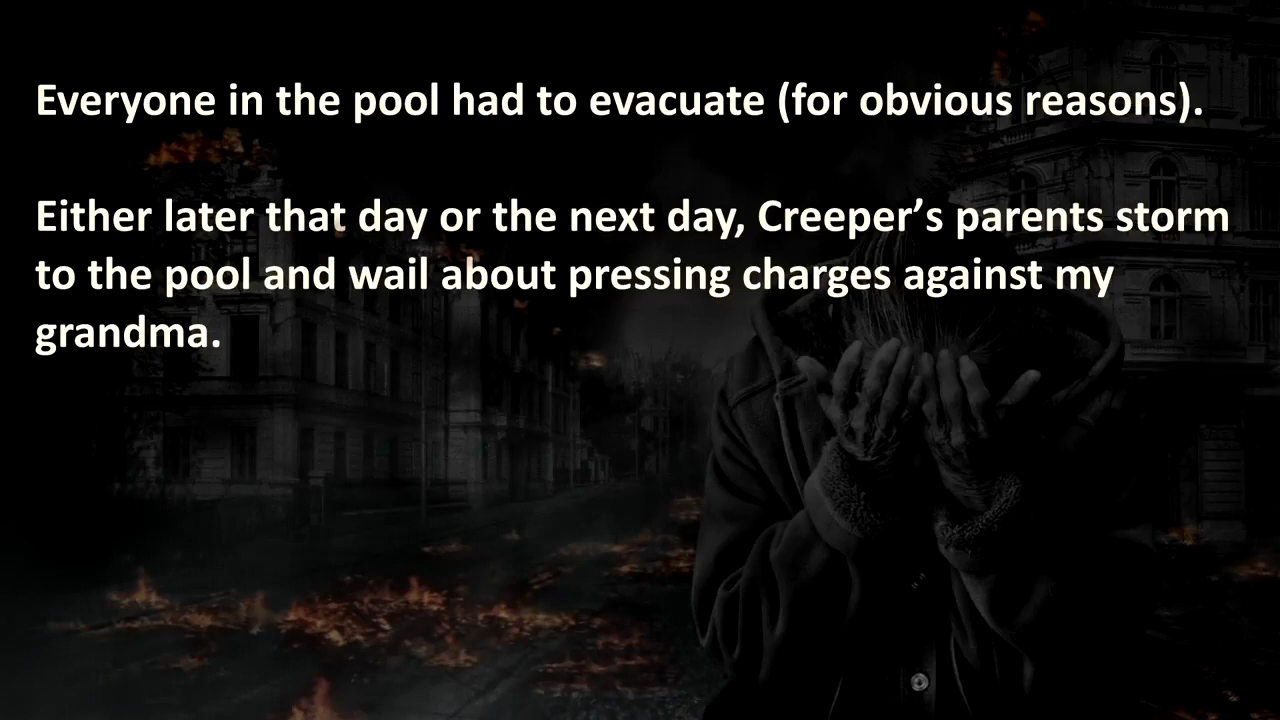 Everyone in the pool had to evacuate (for obvious reasons).
Either later that day or the next day, Creeper’s parents storm
to the pool and wail about pressing charges against my
grandma.